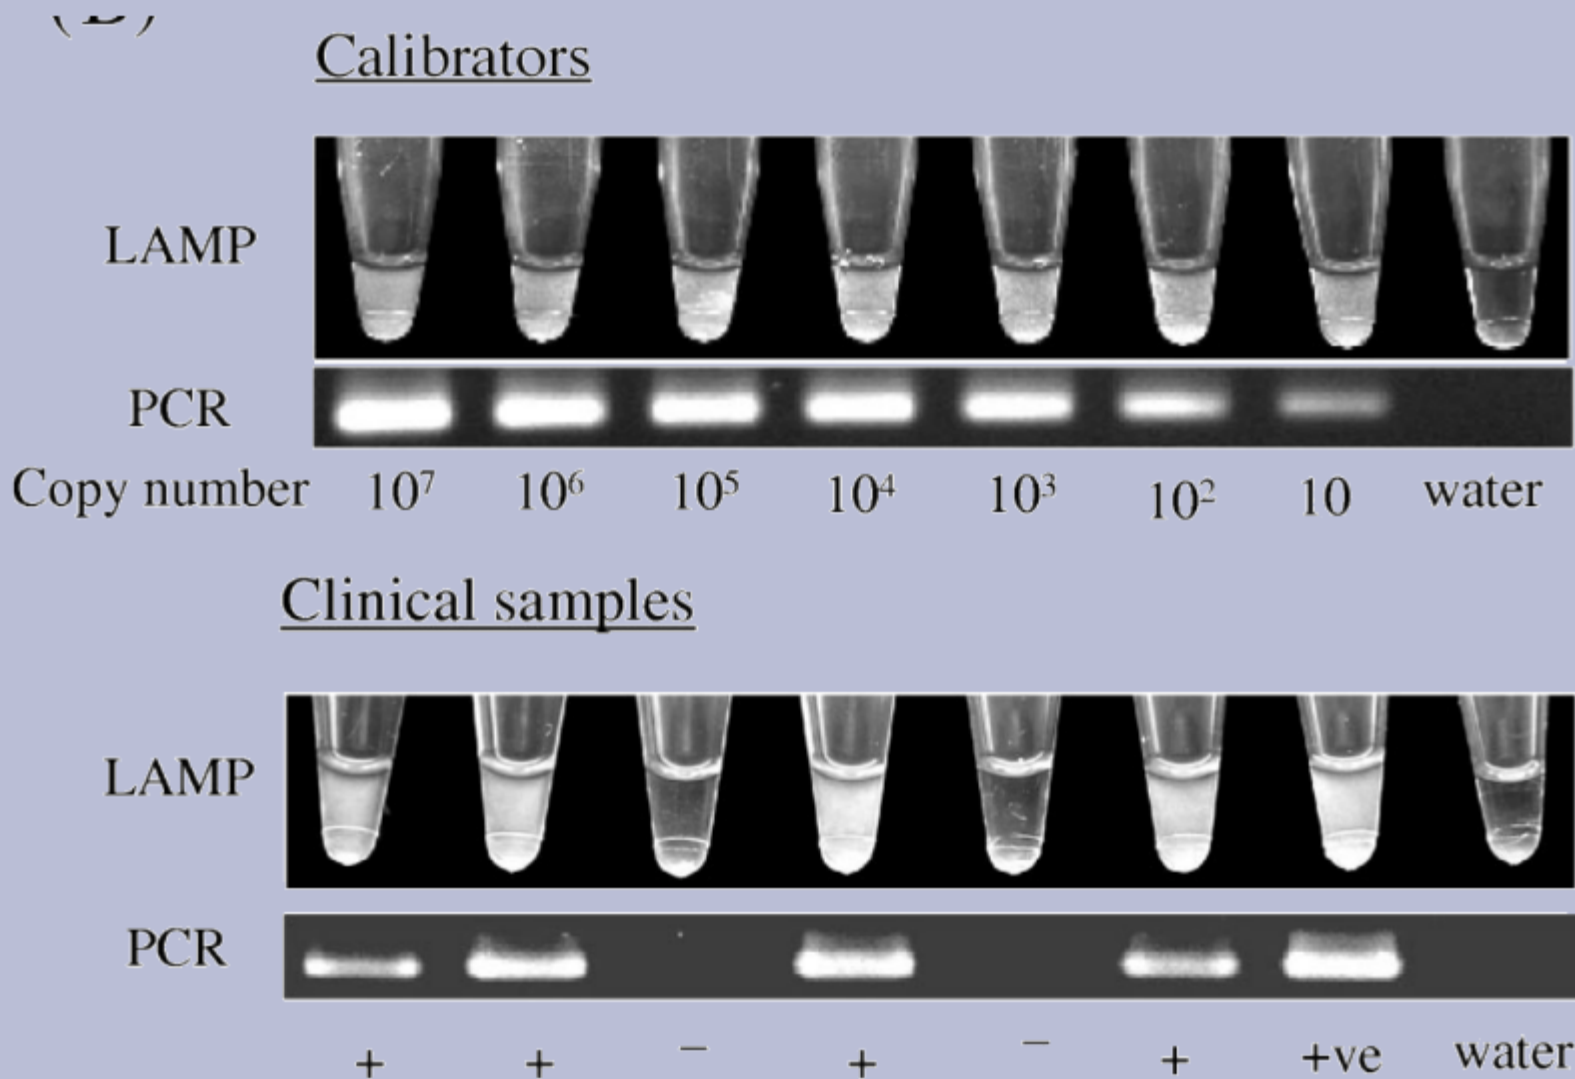 Calibrators
LAMP
PCR
Copy number 10⁷ 10⁶ 10⁵ 10⁴ 10³ 10² 10 water
Clinical samples
LAMP
PCR
+ + − + − + +ve water